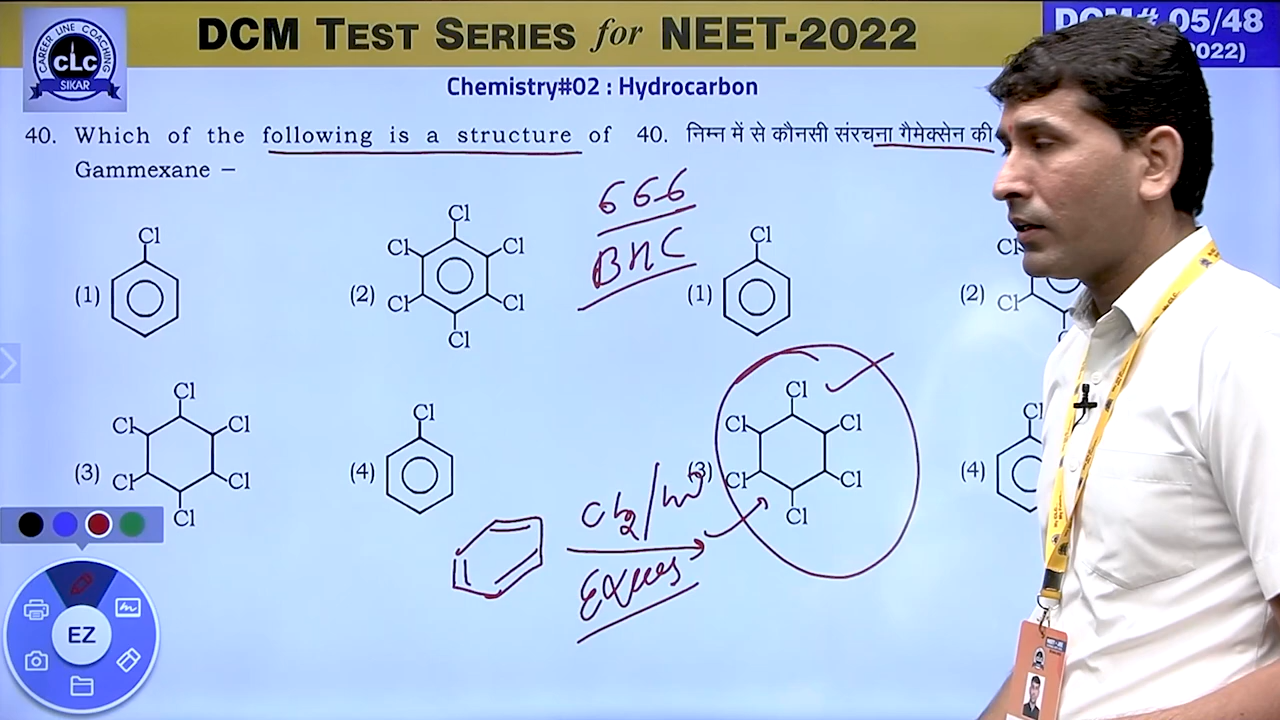 CAREER LINE COACHING
CLC
SIKAR
DCM TEST SERIES for NEET-2022
DCM# 05/48
2022)
Chemistry#02 : Hydrocarbon
40. Which of the following is a structure of
Gammexane –
40. निम्न में से कौनसी संरचना गैमेक्सेन की
666
BHC
(1)
Cl
(2)
Cl
Cl
Cl
Cl
Cl
Cl
(1)
Cl
(2)
Cl
Cl
(3)
Cl
Cl
Cl
Cl
Cl
Cl
(4)
Cl
(3)
Cl
Cl
Cl
Cl
Cl
Cl
(4)
Cl
Cl2/hν
Excess
EZ